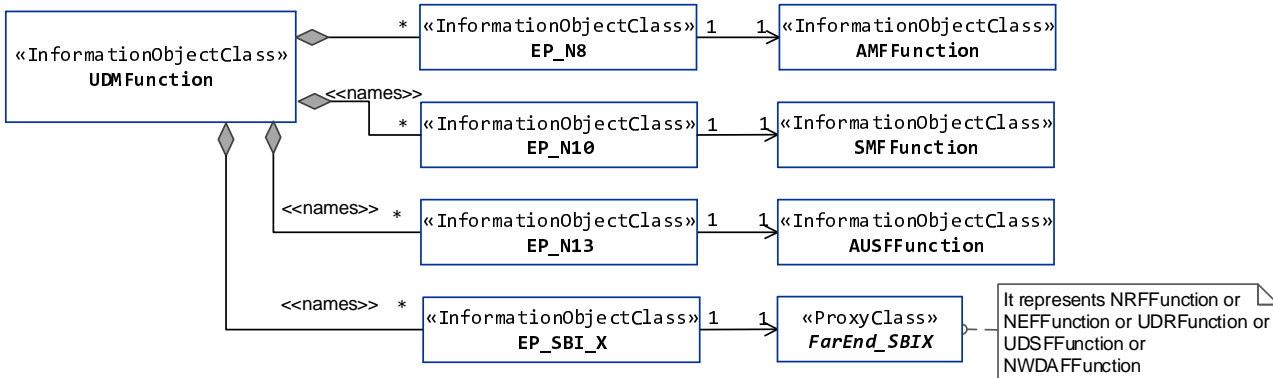 «InformationObjectClass»
UDMFunction
*
«InformationObjectClass»
EP_N8
1
1
«InformationObjectClass»
AMFFunction
<<names>>
*
«InformationObjectClass»
EP_N10
1
1
«InformationObjectClass»
SMFFunction
<<names>>
*
«InformationObjectClass»
EP_N13
1
1
«InformationObjectClass»
AUSFFunction
<<names>>
*
«InformationObjectClass»
EP_SBI_X
1
1
«ProxyClass»
FarEnd_SBIX
It represents NRFFunction or
NEFFunction or UDRFunction or
UDSFFunction or
NWDAFFunction